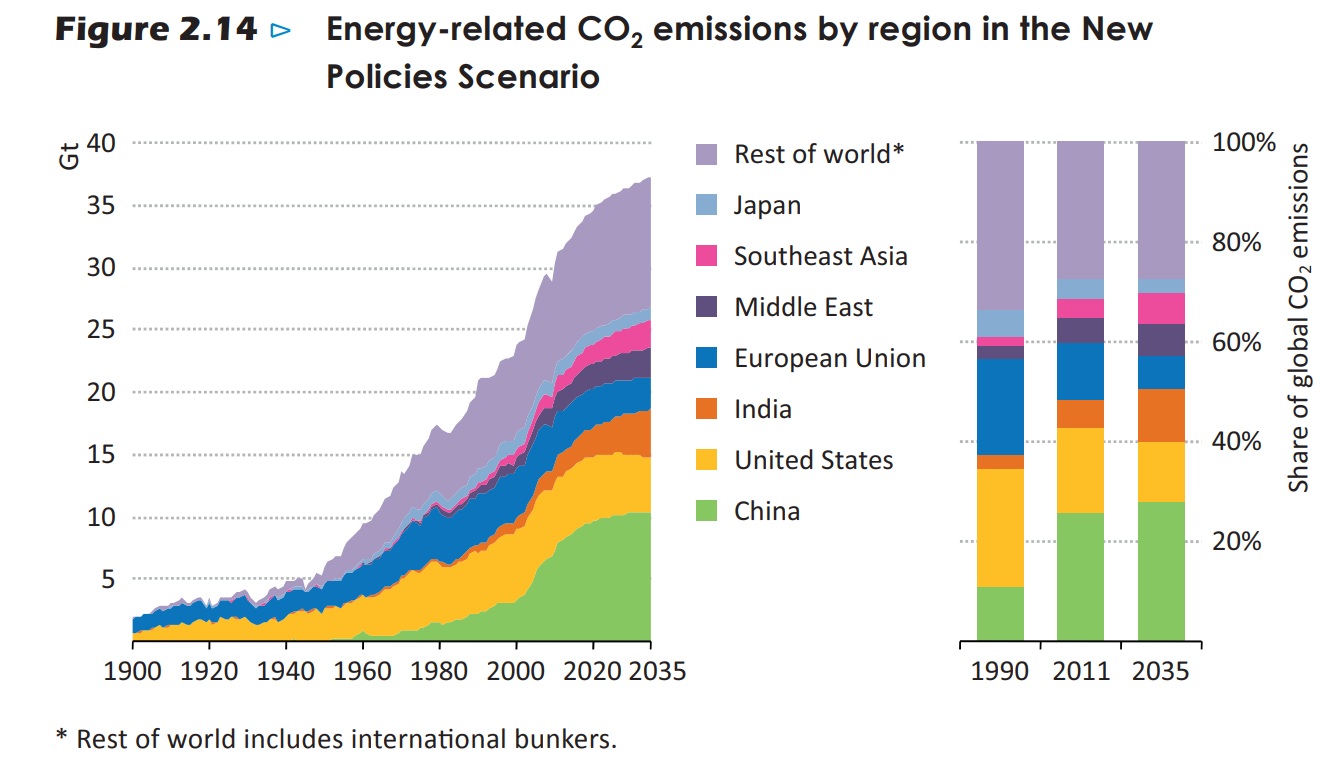 Figure 2.14 ▷ Energy-related CO₂ emissions by region in the New
Policies Scenario
Gt
40
35
30
25
20
15
10
5
1900 1920 1940 1960 1980 2000 2020 2035
Rest of world*
Japan
Southeast Asia
Middle East
European Union
India
United States
China
100%
80%
60%
40%
20%
Share of global CO₂ emissions
1990 2011 2035
* Rest of world includes international bunkers.